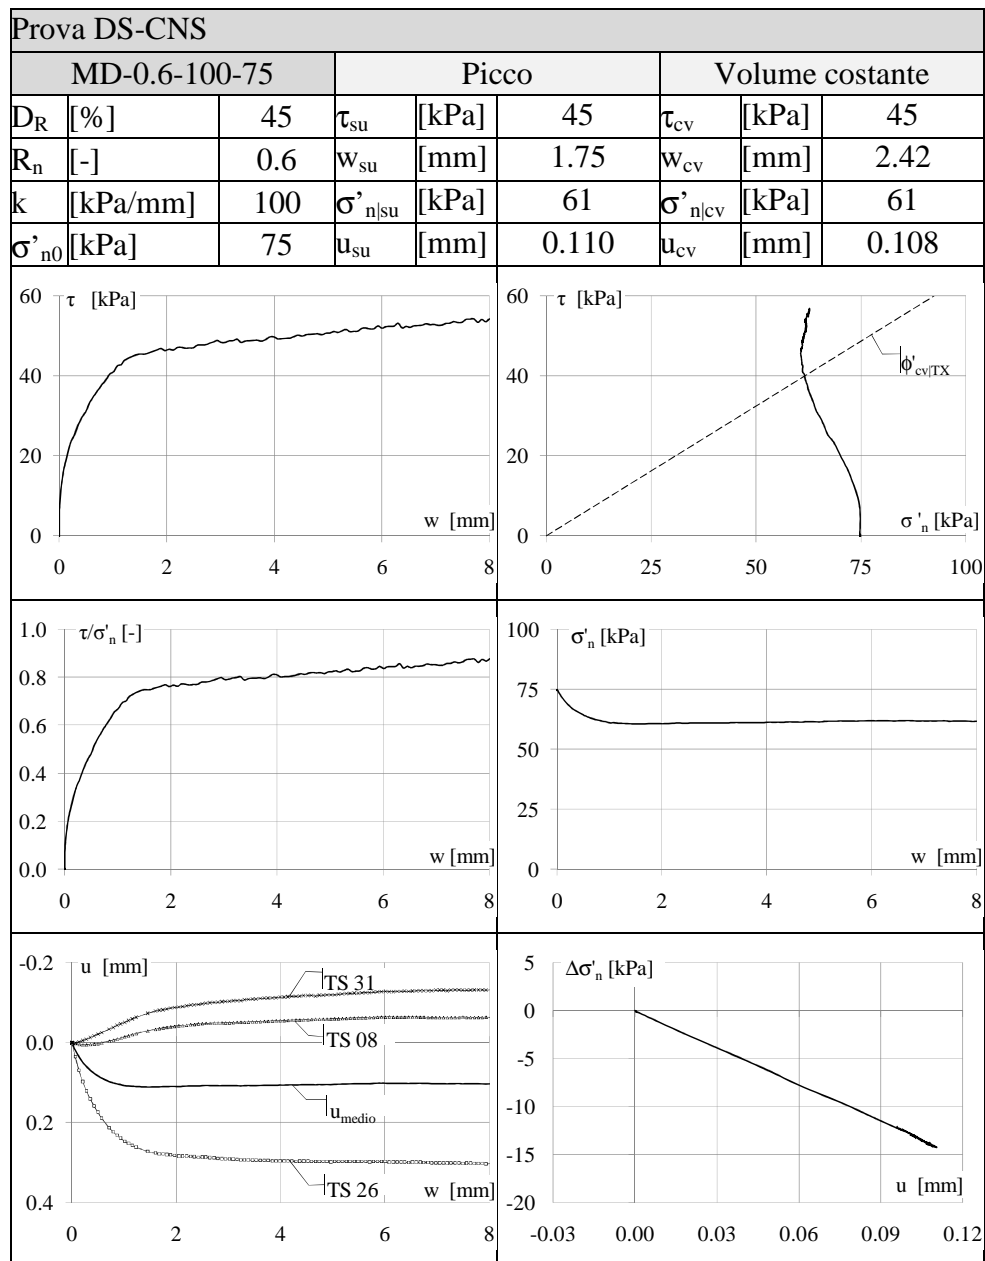 Prova DS-CNS
MD-0.6-100-75 Picco Volume costante
D_R [%] 45 τ_su [kPa] 45 τ_cv [kPa] 45
R_n [-] 0.6 w_su [mm] 1.75 w_cv [mm] 2.42
k [kPa/mm] 100 σ’_n|su [kPa] 61 σ’_n|cv [kPa] 61
σ’_n0 [kPa] 75 u_su [mm] 0.110 u_cv [mm] 0.108
60 τ [kPa]
40
20
0
w [mm]
0 2 4 6 8
60 τ [kPa]
40
20
0
ϕ'_cv|TX
σ'_n [kPa]
0 25 50 75 100
1.0 τ/σ'_n [-]
0.8
0.6
0.4
0.2
0.0
w [mm]
0 2 4 6 8
100 σ'_n [kPa]
75
50
25
0
w [mm]
0 2 4 6 8
-0.2 u [mm]
0.0
0.2
0.4
TS 31
TS 08
u_medio
TS 26
w [mm]
0 2 4 6 8
5 Δσ'_n [kPa]
0
-5
-10
-15
-20
u [mm]
-0.03 0.00 0.03 0.06 0.09 0.12